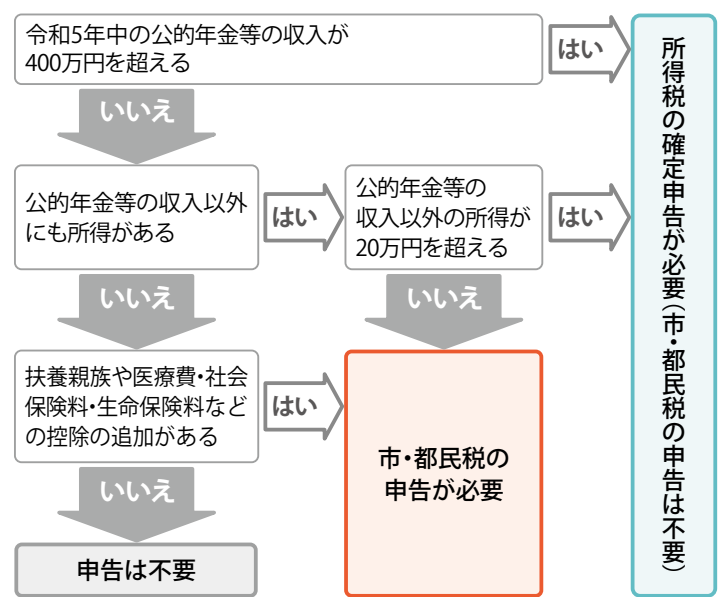 令和5年中の公的年金等の収入が
400万円を超える
はい
いいえ
公的年金等の収入以外
にも所得がある
はい
公的年金等の
収入以外の所得が
20万円を超える
はい
いいえ
いいえ
扶養親族や医療費・社会
保険料・生命保険料など
の控除の追加がある
はい
いいえ
市・都民税の
申告が必要
申告は不要
所得税の確定申告が必要(市・都民税の申告は不要)